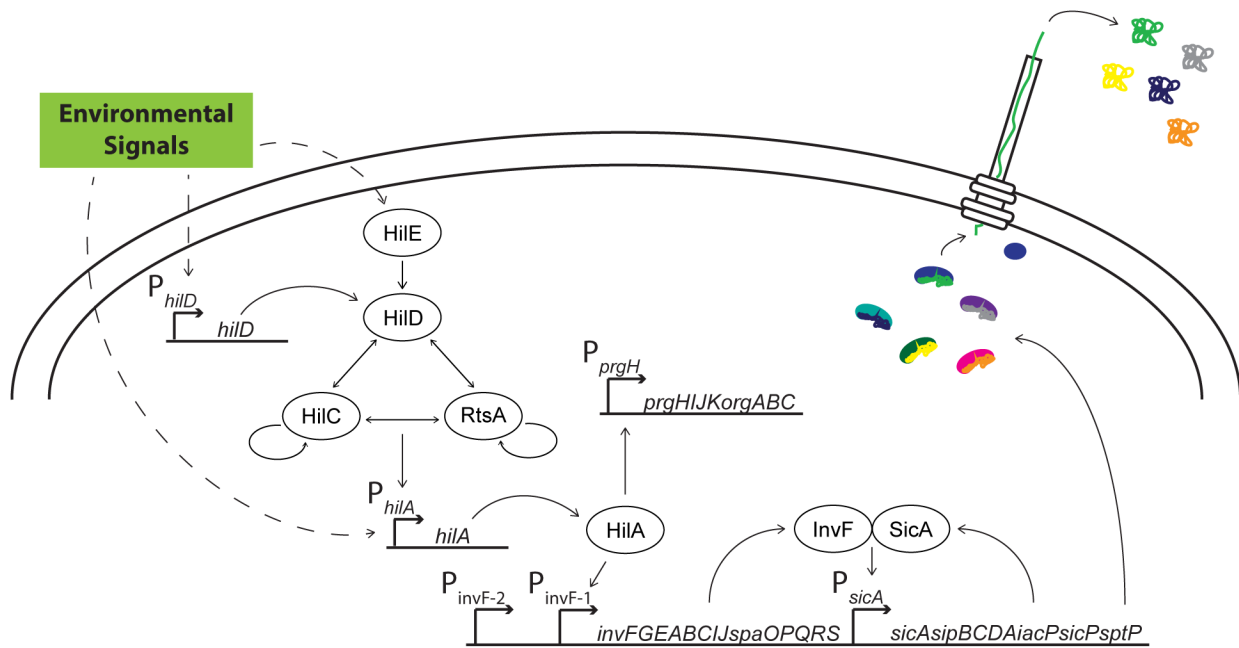 Environmental
Signals
HilE
P hilD
hilD
HilD
HilC
RtsA
P prgH
prgHIJKorgABC
P hilA
hilA
HilA
InvF
SicA
P invF-2
P invF-1
invFGEABCIJspaOPQRS
P sicA
sicAsipBCDAiacPsicPsptP